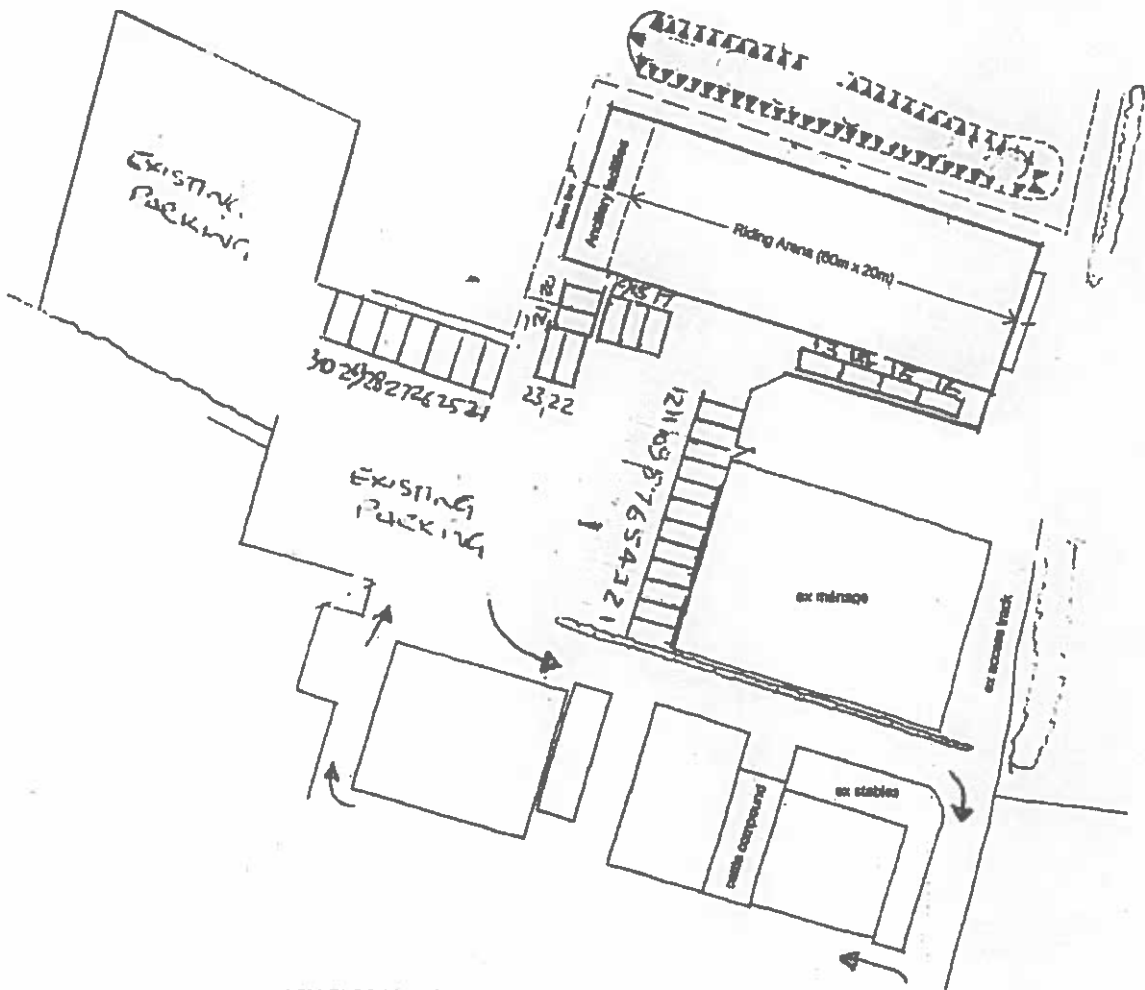 EXISTING
PARKING
Ancillary facilities
Riding Arena (60m x 20m)
21
30 29 28 27 26 25 24
23 22
12 11 10 9 8 7 6 5 4 3 2 1
EXISTING
PARKING
ex ménage
ex access track
ex stables
cattle compound